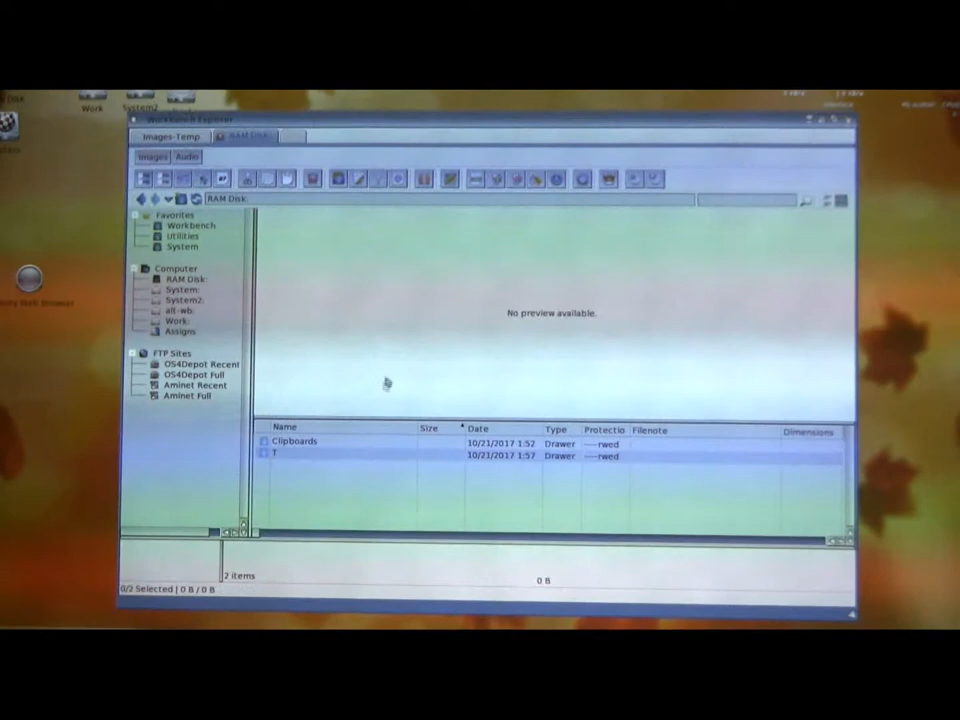 Work
System2
Workbench Explorer
Images-Temp
RAM Disk:
Images
Audio
RAM Disk:
Favorites
Workbench
Utilities
System
Computer
RAM Disk:
System:
System2:
alt-wb:
Work:
Assigns
FTP Sites
OS4Depot Recent
OS4Depot Full
Aminet Recent
Aminet Full
No preview available.
Name Size Date Type Protectio Filenote Dimensions
Clipboards 10/21/2017 1:52 Drawer ----rwed
T 10/21/2017 1:57 Drawer ----rwed
2 items
0 B
0/2 Selected | 0 B / 0 B
Web Browser